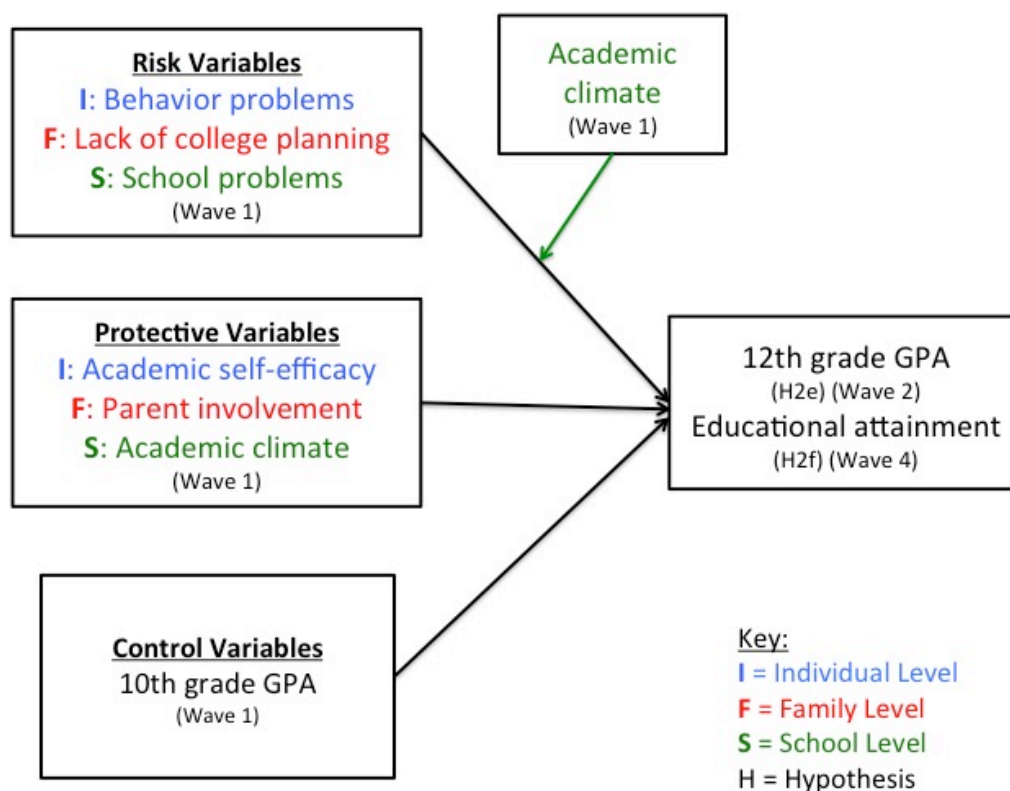 Risk Variables
I: Behavior problems
F: Lack of college planning
S: School problems
(Wave 1)
Academic
climate
(Wave 1)
Protective Variables
I: Academic self-efficacy
F: Parent involvement
S: Academic climate
(Wave 1)
12th grade GPA
(H2e) (Wave 2)
Educational attainment
(H2f) (Wave 4)
Control Variables
10th grade GPA
(Wave 1)
Key:
I = Individual Level
F = Family Level
S = School Level
H = Hypothesis